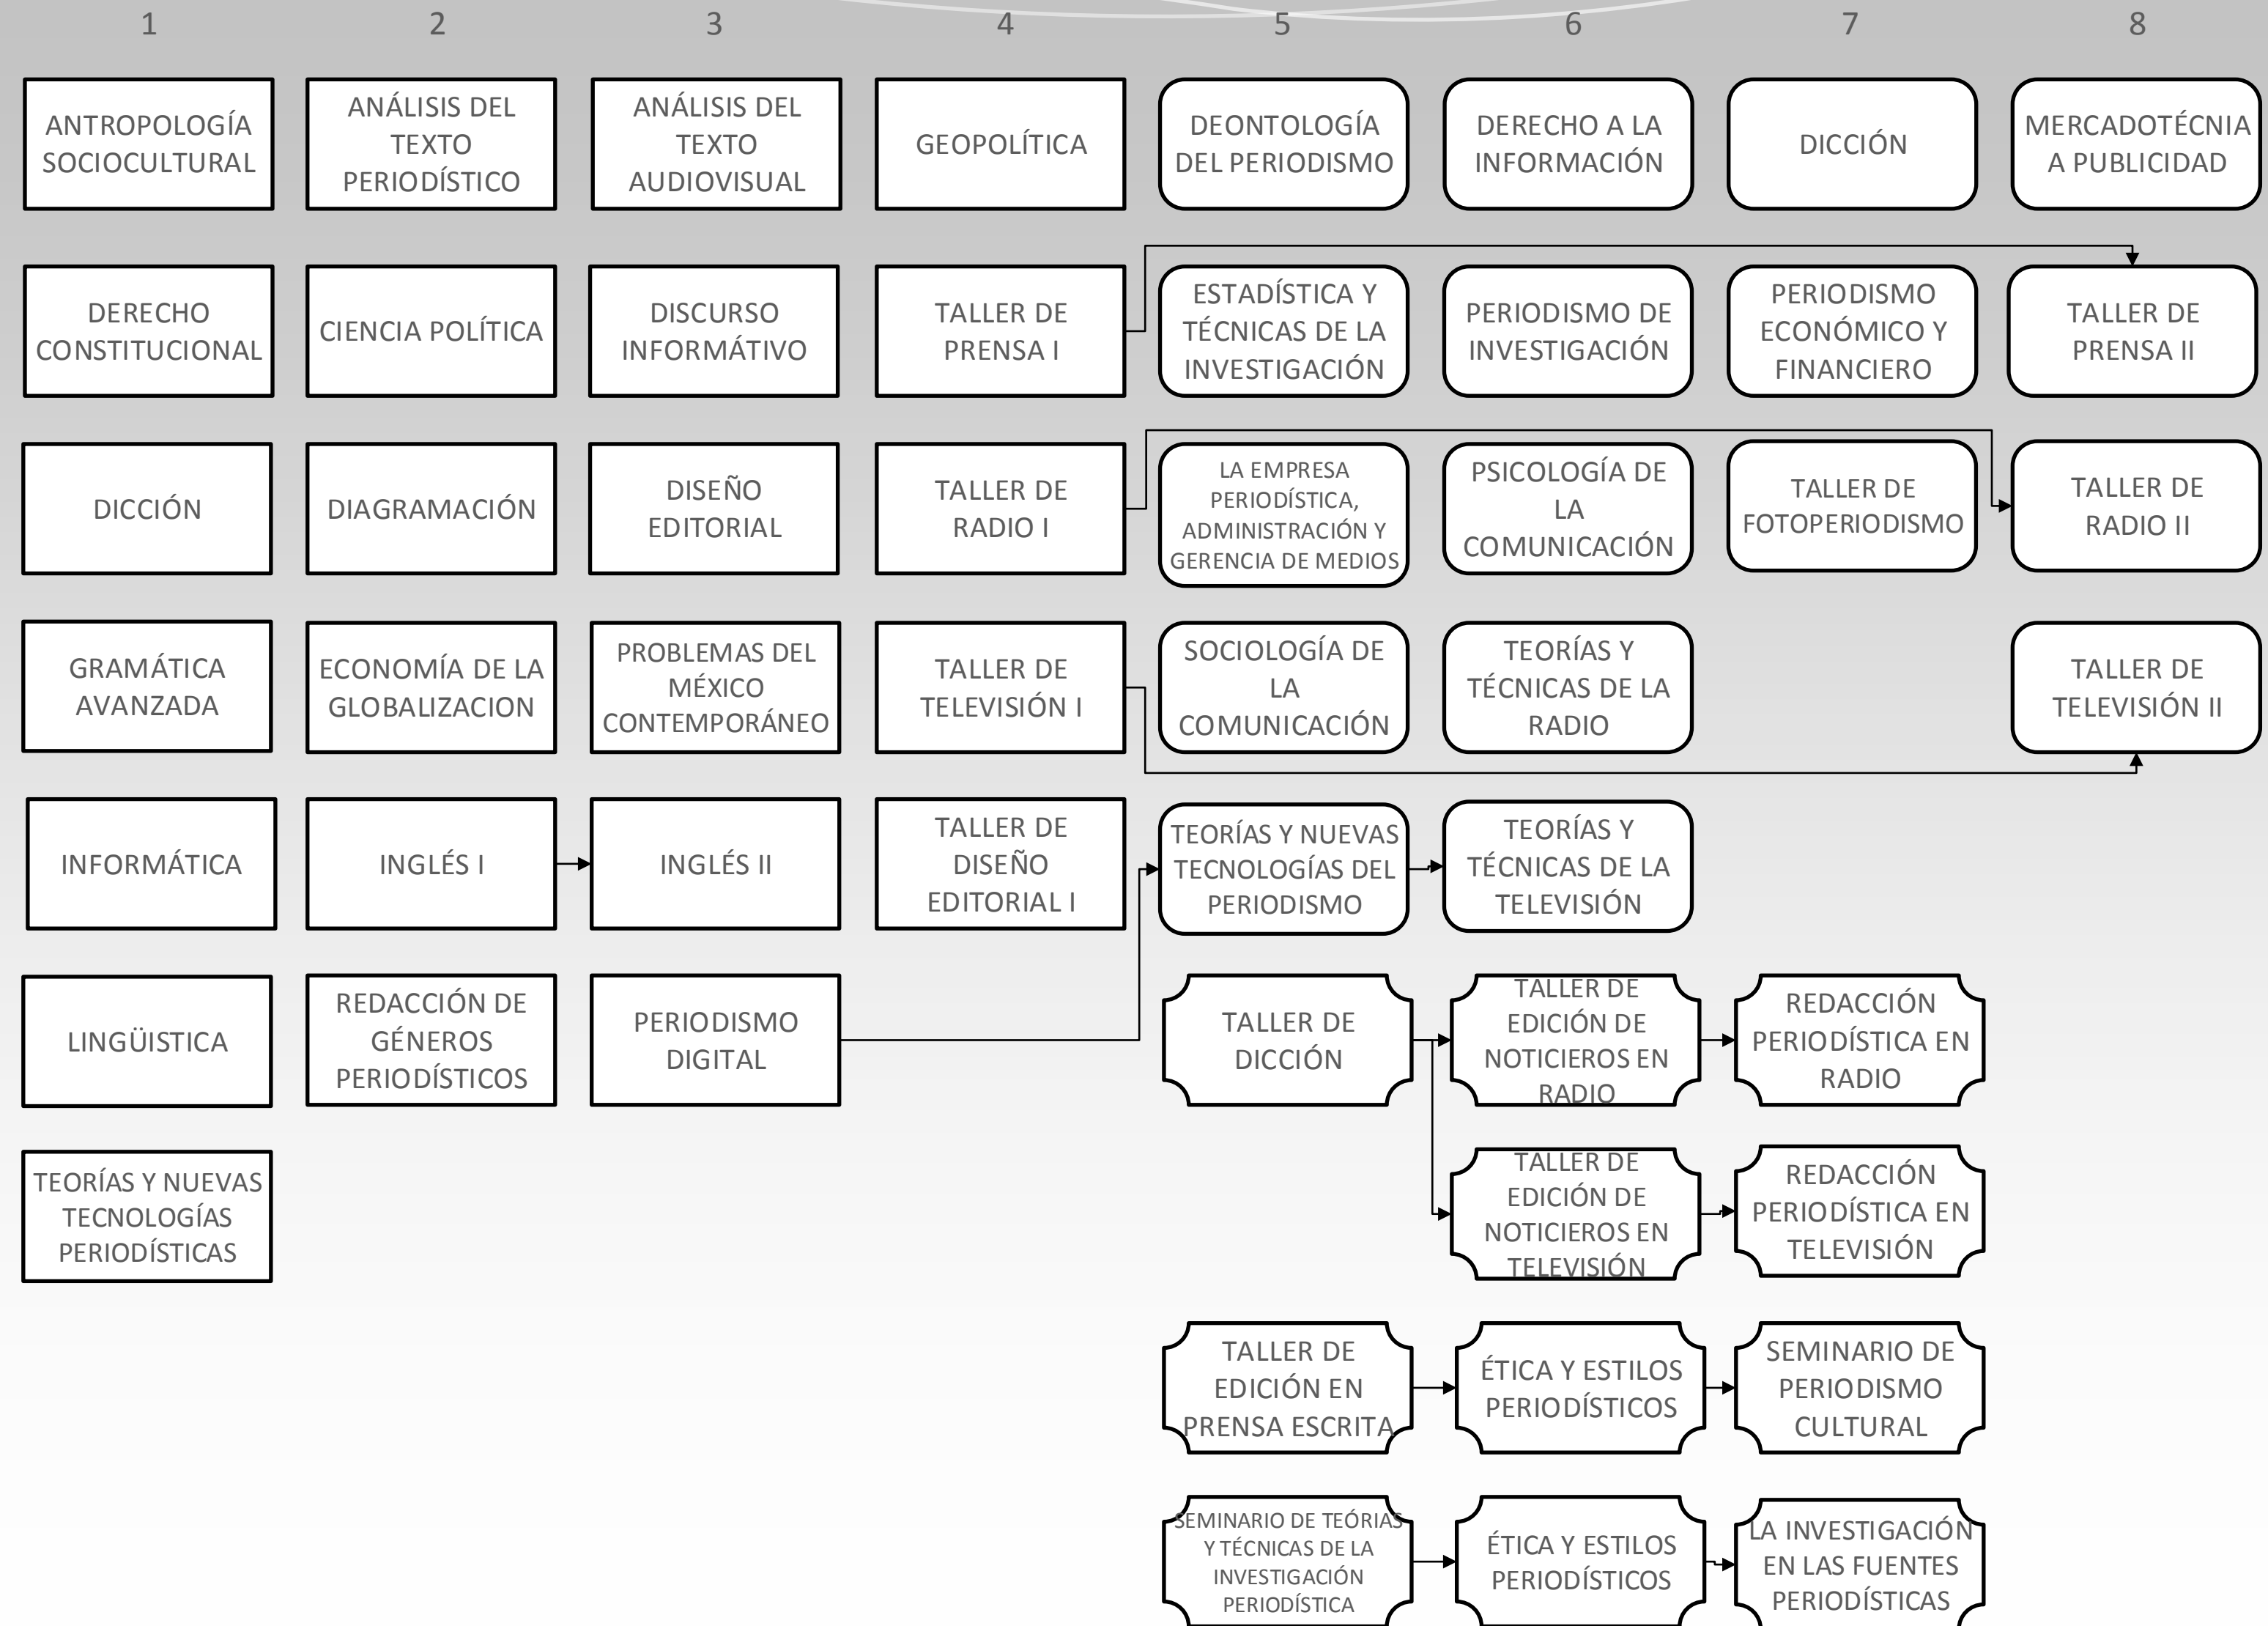 1 2 3 4 5 6 7 8
ANTROPOLOGÍA
SOCIOCULTURAL
ANÁLISIS DEL
TEXTO
PERIODÍSTICO
ANÁLISIS DEL
TEXTO
AUDIOVISUAL
GEOPOLÍTICA
DEONTOLOGÍA
DEL PERIODISMO
DERECHO A LA
INFORMACIÓN
DICCIÓN
MERCADOTÉCNIA
A PUBLICIDAD
DERECHO
CONSTITUCIONAL
CIENCIA POLÍTICA
DISCURSO
INFORMÁTIVO
TALLER DE
PRENSA I
ESTADÍSTICA Y
TÉCNICAS DE LA
INVESTIGACIÓN
PERIODISMO DE
INVESTIGACIÓN
PERIODISMO
ECONÓMICO Y
FINANCIERO
TALLER DE
PRENSA II
DICCIÓN
DIAGRAMACIÓN
DISEÑO
EDITORIAL
TALLER DE
RADIO I
LA EMPRESA
PERIODÍSTICA,
ADMINISTRACIÓN Y
GERENCIA DE MEDIOS
PSICOLOGÍA DE
LA
COMUNICACIÓN
TALLER DE
FOTOPERIODISMO
TALLER DE
RADIO II
GRAMÁTICA
AVANZADA
ECONOMÍA DE LA
GLOBALIZACION
PROBLEMAS DEL
MÉXICO
CONTEMPORÁNEO
TALLER DE
TELEVISIÓN I
SOCIOLOGÍA DE
LA
COMUNICACIÓN
TEORÍAS Y
TÉCNICAS DE LA
RADIO
TALLER DE
TELEVISIÓN II
INFORMÁTICA
INGLÉS I
INGLÉS II
TALLER DE
DISEÑO
EDITORIAL I
TEORÍAS Y NUEVAS
TECNOLOGÍAS DEL
PERIODISMO
TEORÍAS Y
TÉCNICAS DE LA
TELEVISIÓN
LINGÜISTICA
REDACCIÓN DE
GÉNEROS
PERIODÍSTICOS
PERIODISMO
DIGITAL
TALLER DE
DICCIÓN
TALLER DE
EDICIÓN DE
NOTICIEROS EN
RADIO
REDACCIÓN
PERIODÍSTICA EN
RADIO
TEORÍAS Y NUEVAS
TECNOLOGÍAS
PERIODÍSTICAS
TALLER DE
EDICIÓN DE
NOTICIEROS EN
TELEVISIÓN
REDACCIÓN
PERIODÍSTICA EN
TELEVISIÓN
TALLER DE
EDICIÓN EN
PRENSA ESCRITA
ÉTICA Y ESTILOS
PERIODÍSTICOS
SEMINARIO DE
PERIODISMO
CULTURAL
SEMINARIO DE TEÓRIAS
Y TÉCNICAS DE LA
INVESTIGACIÓN
PERIODÍSTICA
ÉTICA Y ESTILOS
PERIODÍSTICOS
LA INVESTIGACIÓN
EN LAS FUENTES
PERIODÍSTICAS